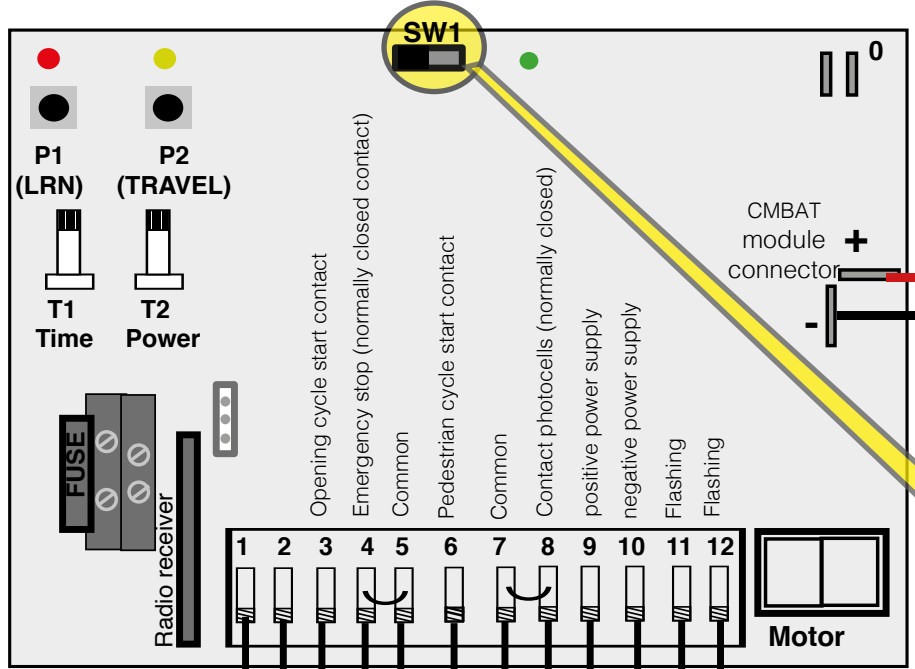 SW1
0
P1
(LRN)
P2
(TRAVEL)
T1
Time
T2
Power
CMBAT
module
connector
+
-
FUSE
Radio receiver
Opening cycle start contact
Emergency stop (normally closed contact)
Common
Pedestrian cycle start contact
Common
Contact photocells (normally closed)
positive power supply
negative power supply
Flashing
Flashing
1 2 3 4 5 6 7 8 9 10 11 12
Motor